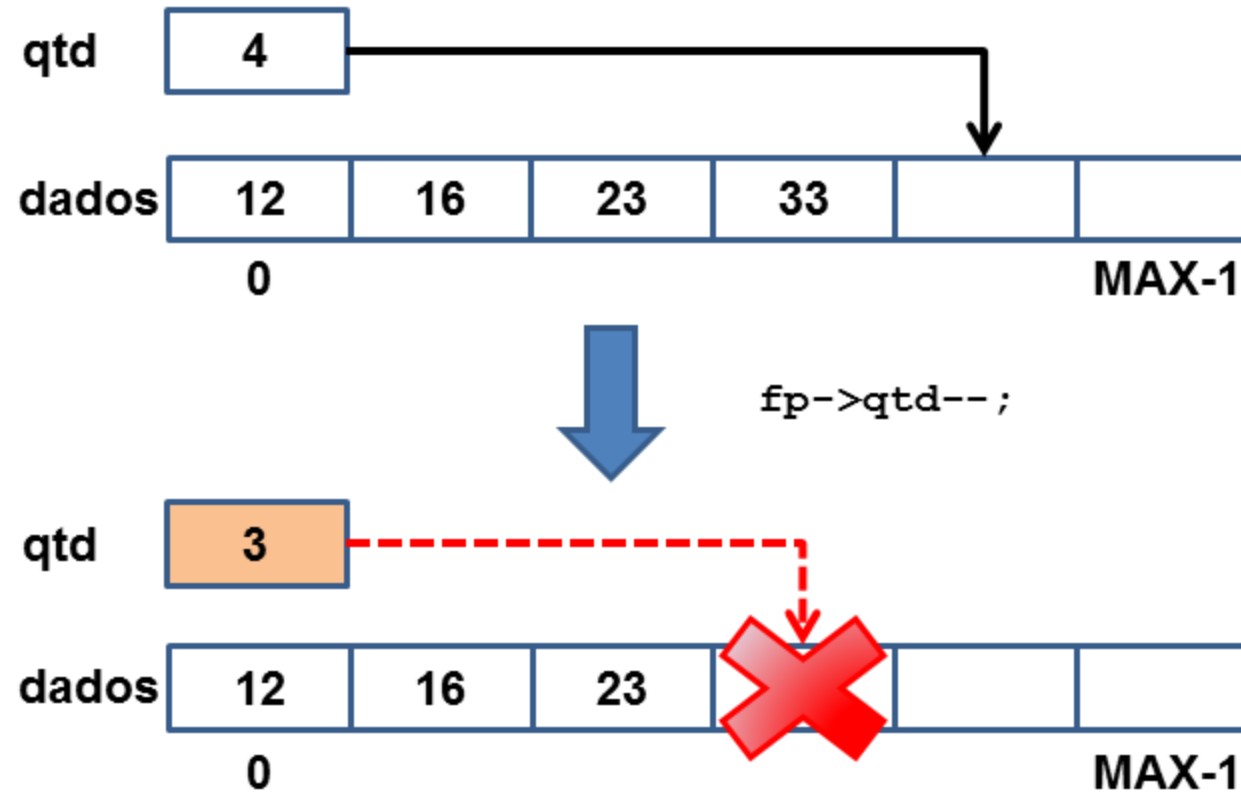 qtd 4
dados 12 16 23 33
0 MAX-1
fp->qtd--;
qtd 3
dados 12 16 23
0 MAX-1